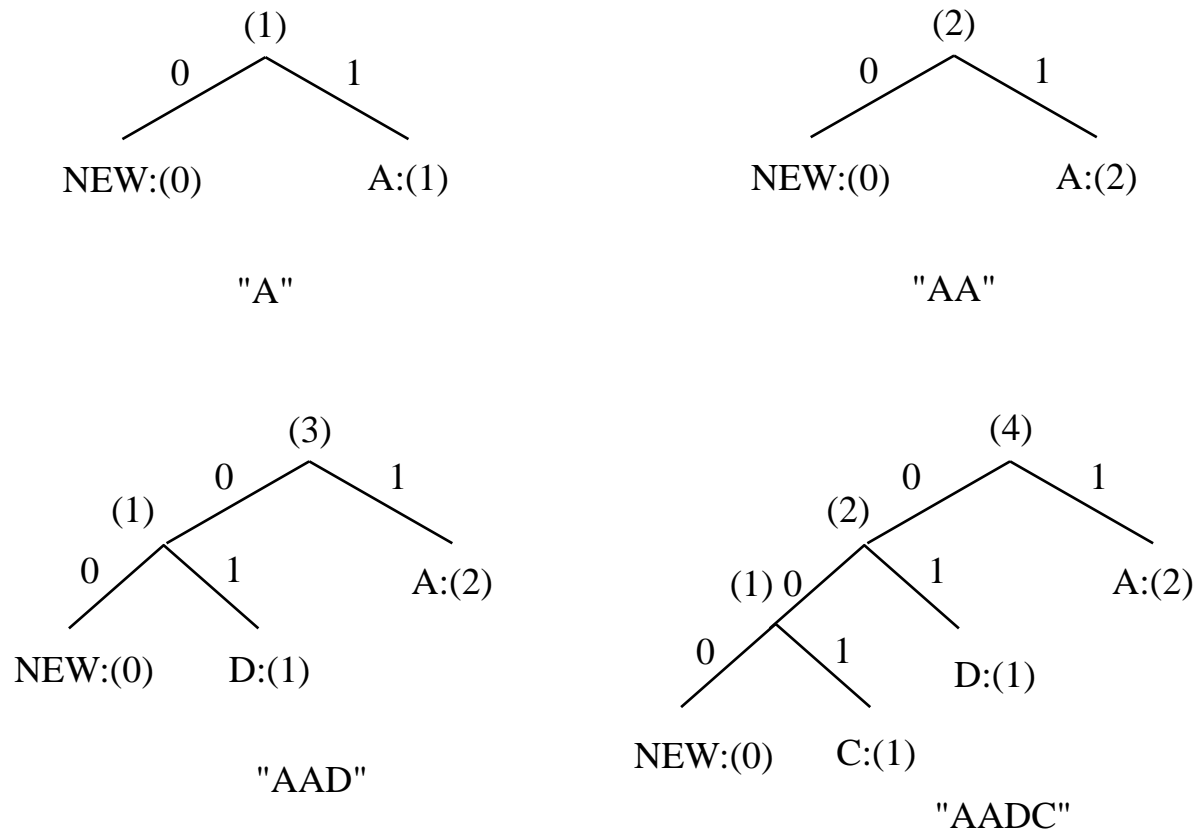 (1)
0 1
NEW:(0) A:(1)
"A"
(2)
0 1
NEW:(0) A:(2)
"AA"
(3)
0 1
(1)
0 1 A:(2)
NEW:(0) D:(1)
"AAD"
(4)
0 1
(2)
(1) 0 1 A:(2)
0 1 D:(1)
NEW:(0) C:(1)
"AADC"